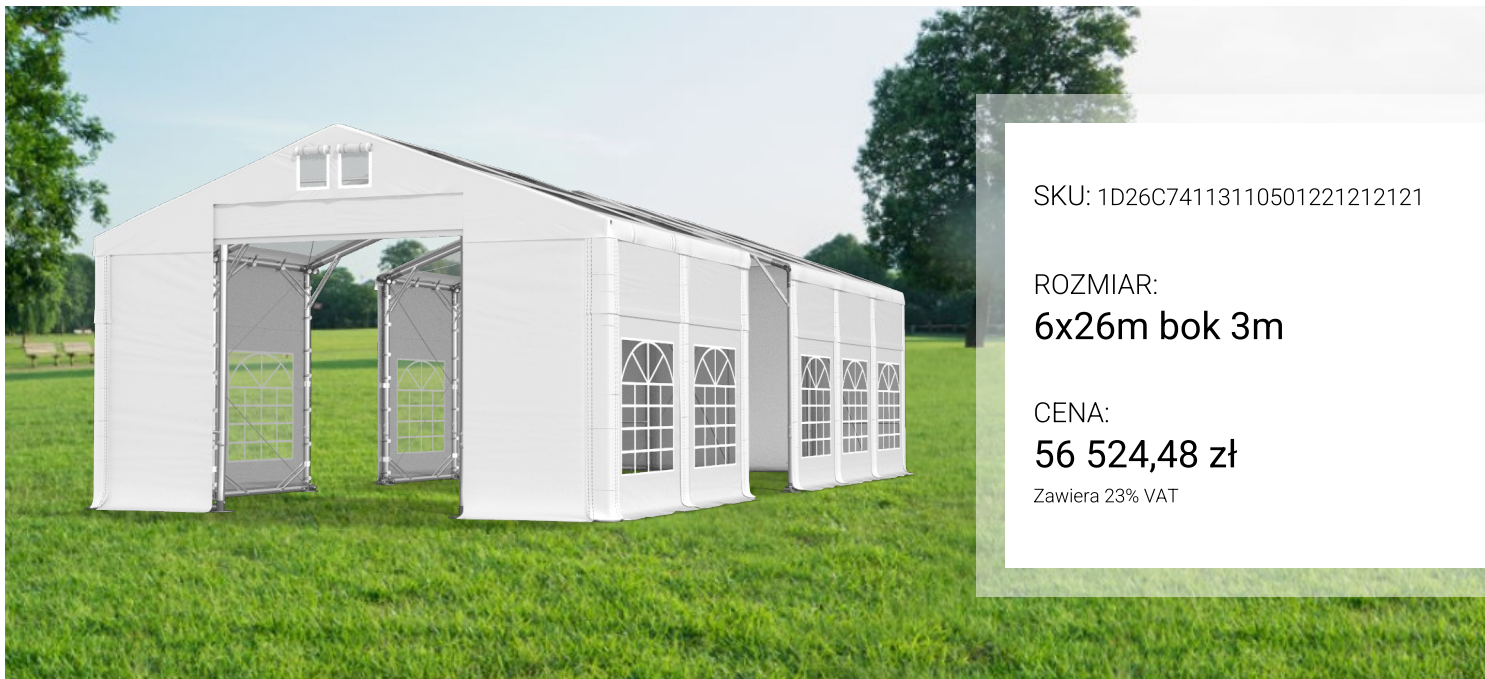 SKU: 1D26C74113110501221212121
ROZMIAR:
6x26m bok 3m
CENA:
56 524,48 zł
Zawiera 23% VAT